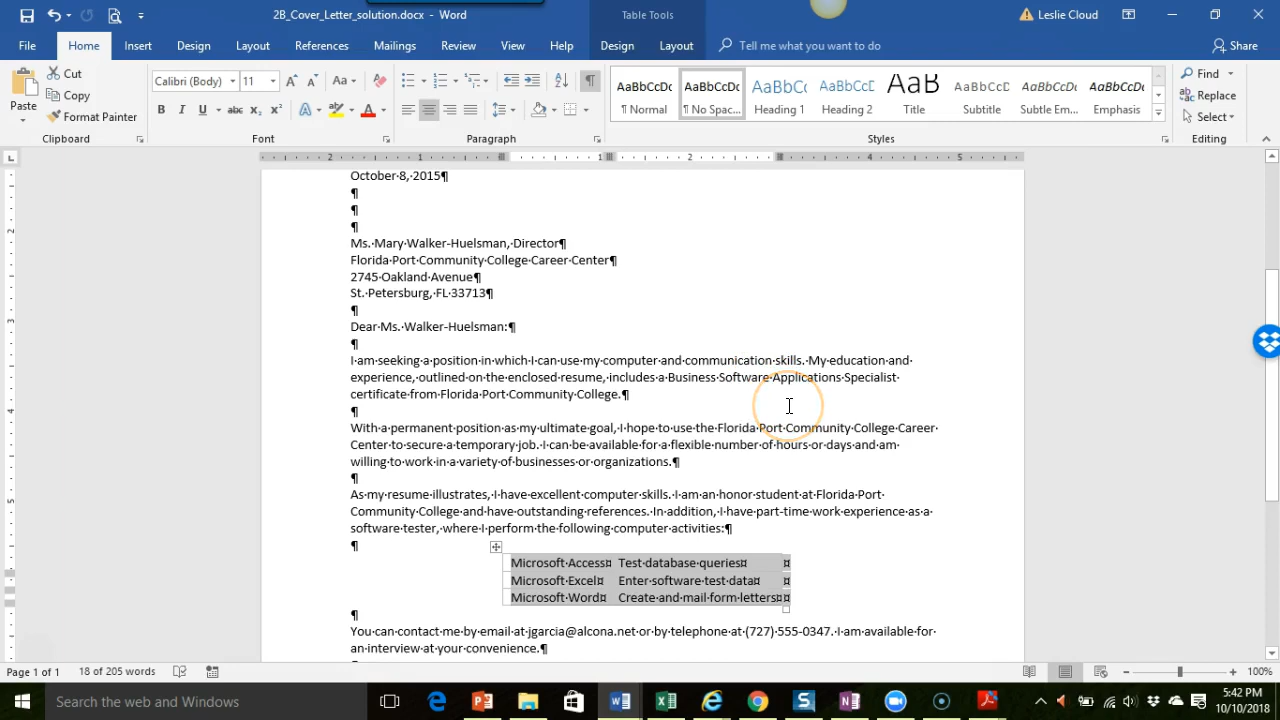 2B_Cover_Letter_solution.docx - Word
Table Tools
Leslie Cloud
File Home Insert Design Layout References Mailings Review View Help Design Layout Tell me what you want to do Share
Paste
Cut
Copy
Format Painter
Clipboard
Calibri (Body) 11
Font
Paragraph
AaBbCcDc AaBbCcDc AaBbCc AaBbCcD AaB AaBbCcD AaBbCcDc AaBbCcDc
¶ Normal ¶ No Spac... Heading 1 Heading 2 Title Subtitle Subtle Em... Emphasis
Styles
Find
Replace
Select
Editing
October·8,·2015¶
¶
¶
¶
Ms.·Mary·Walker-Huelsman,·Director¶
Florida·Port·Community·College·Career·Center¶
2745·Oakland·Avenue¶
St.·Petersburg,·FL·33713¶
¶
Dear·Ms.·Walker-Huelsman:¶
¶
I·am·seeking·a·position·in·which·I·can·use·my·computer·and·communication·skills.·My·education·and·
experience,·outlined·on·the·enclosed·resume,·includes·a·Business·Software·Applications·Specialist·
certificate·from·Florida·Port·Community·College.¶
¶
With·a·permanent·position·as·my·ultimate·goal,·I·hope·to·use·the·Florida·Port·Community·College·Career·
Center·to·secure·a·temporary·job.·I·can·be·available·for·a·flexible·number·of·hours·or·days·and·am·
willing·to·work·in·a·variety·of·businesses·or·organizations.¶
¶
As·my·resume·illustrates,·I·have·excellent·computer·skills.·I·am·an·honor·student·at·Florida·Port·
Community·College·and·have·outstanding·references.·In·addition,·I·have·part-time·work·experience·as·a·
software·tester,·where·I·perform·the·following·computer·activities:¶
¶
Microsoft·Access¤ Test·database·queries¤ ¤
Microsoft·Excel¤ Enter·software·test·data¤ ¤
Microsoft·Word¤ Create·and·mail·form·letters¤ ¤
¶
You·can·contact·me·by·email·at·jgarcia@alcona.net·or·by·telephone·at·(727)·555-0347.·I·am·available·for·
an·interview·at·your·convenience.¶
Page 1 of 1 18 of 205 words 100%
Search the web and Windows
5:42 PM
10/10/2018